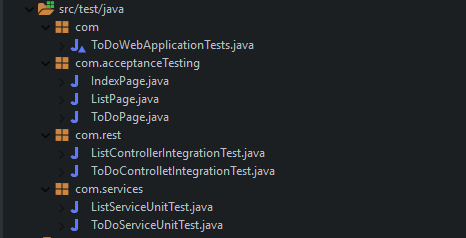 src/test/java
com
ToDoWebApplicationTests.java
com.acceptanceTesting
IndexPage.java
ListPage.java
ToDoPage.java
com.rest
ListControllerIntegrationTest.java
ToDoControlletIntegrationTest.java
com.services
ListServiceUnitTest.java
ToDoServiceUnitTest.java